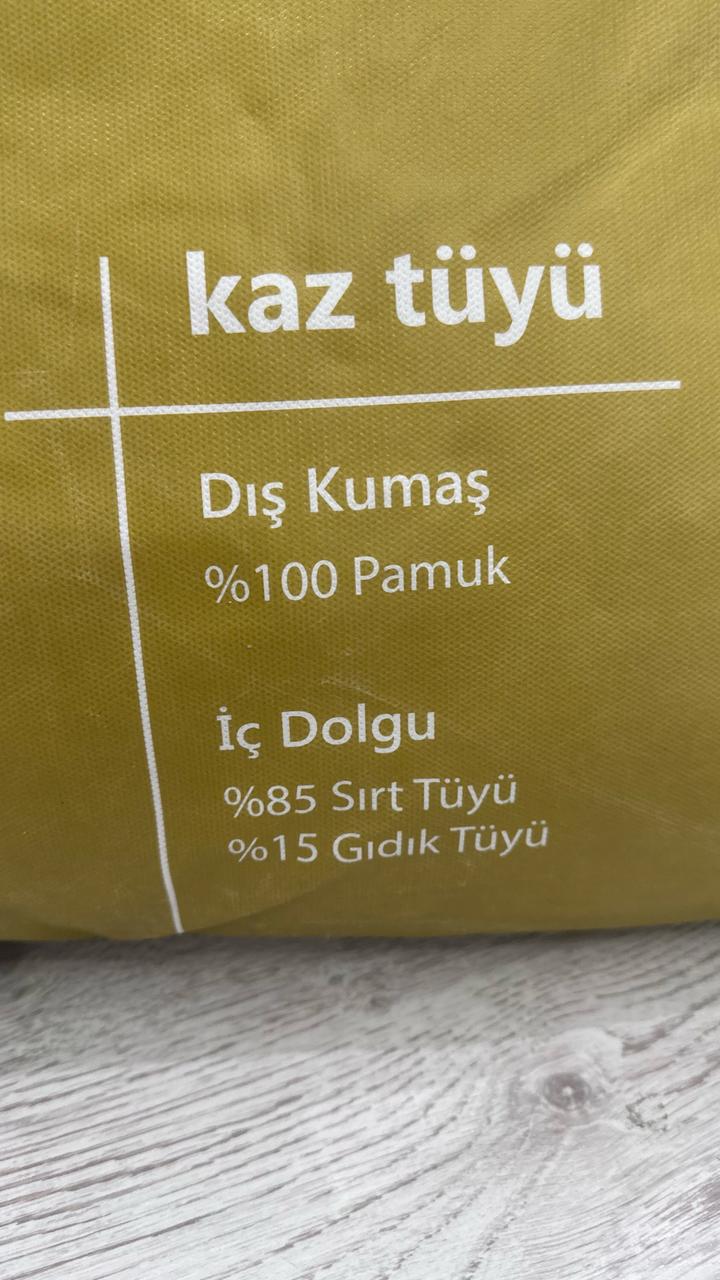 kaz tüyü
Dış Kumaş
%100 Pamuk
İç Dolgu
%85 Sırt Tüyü
%15 Gıdık Tüyü